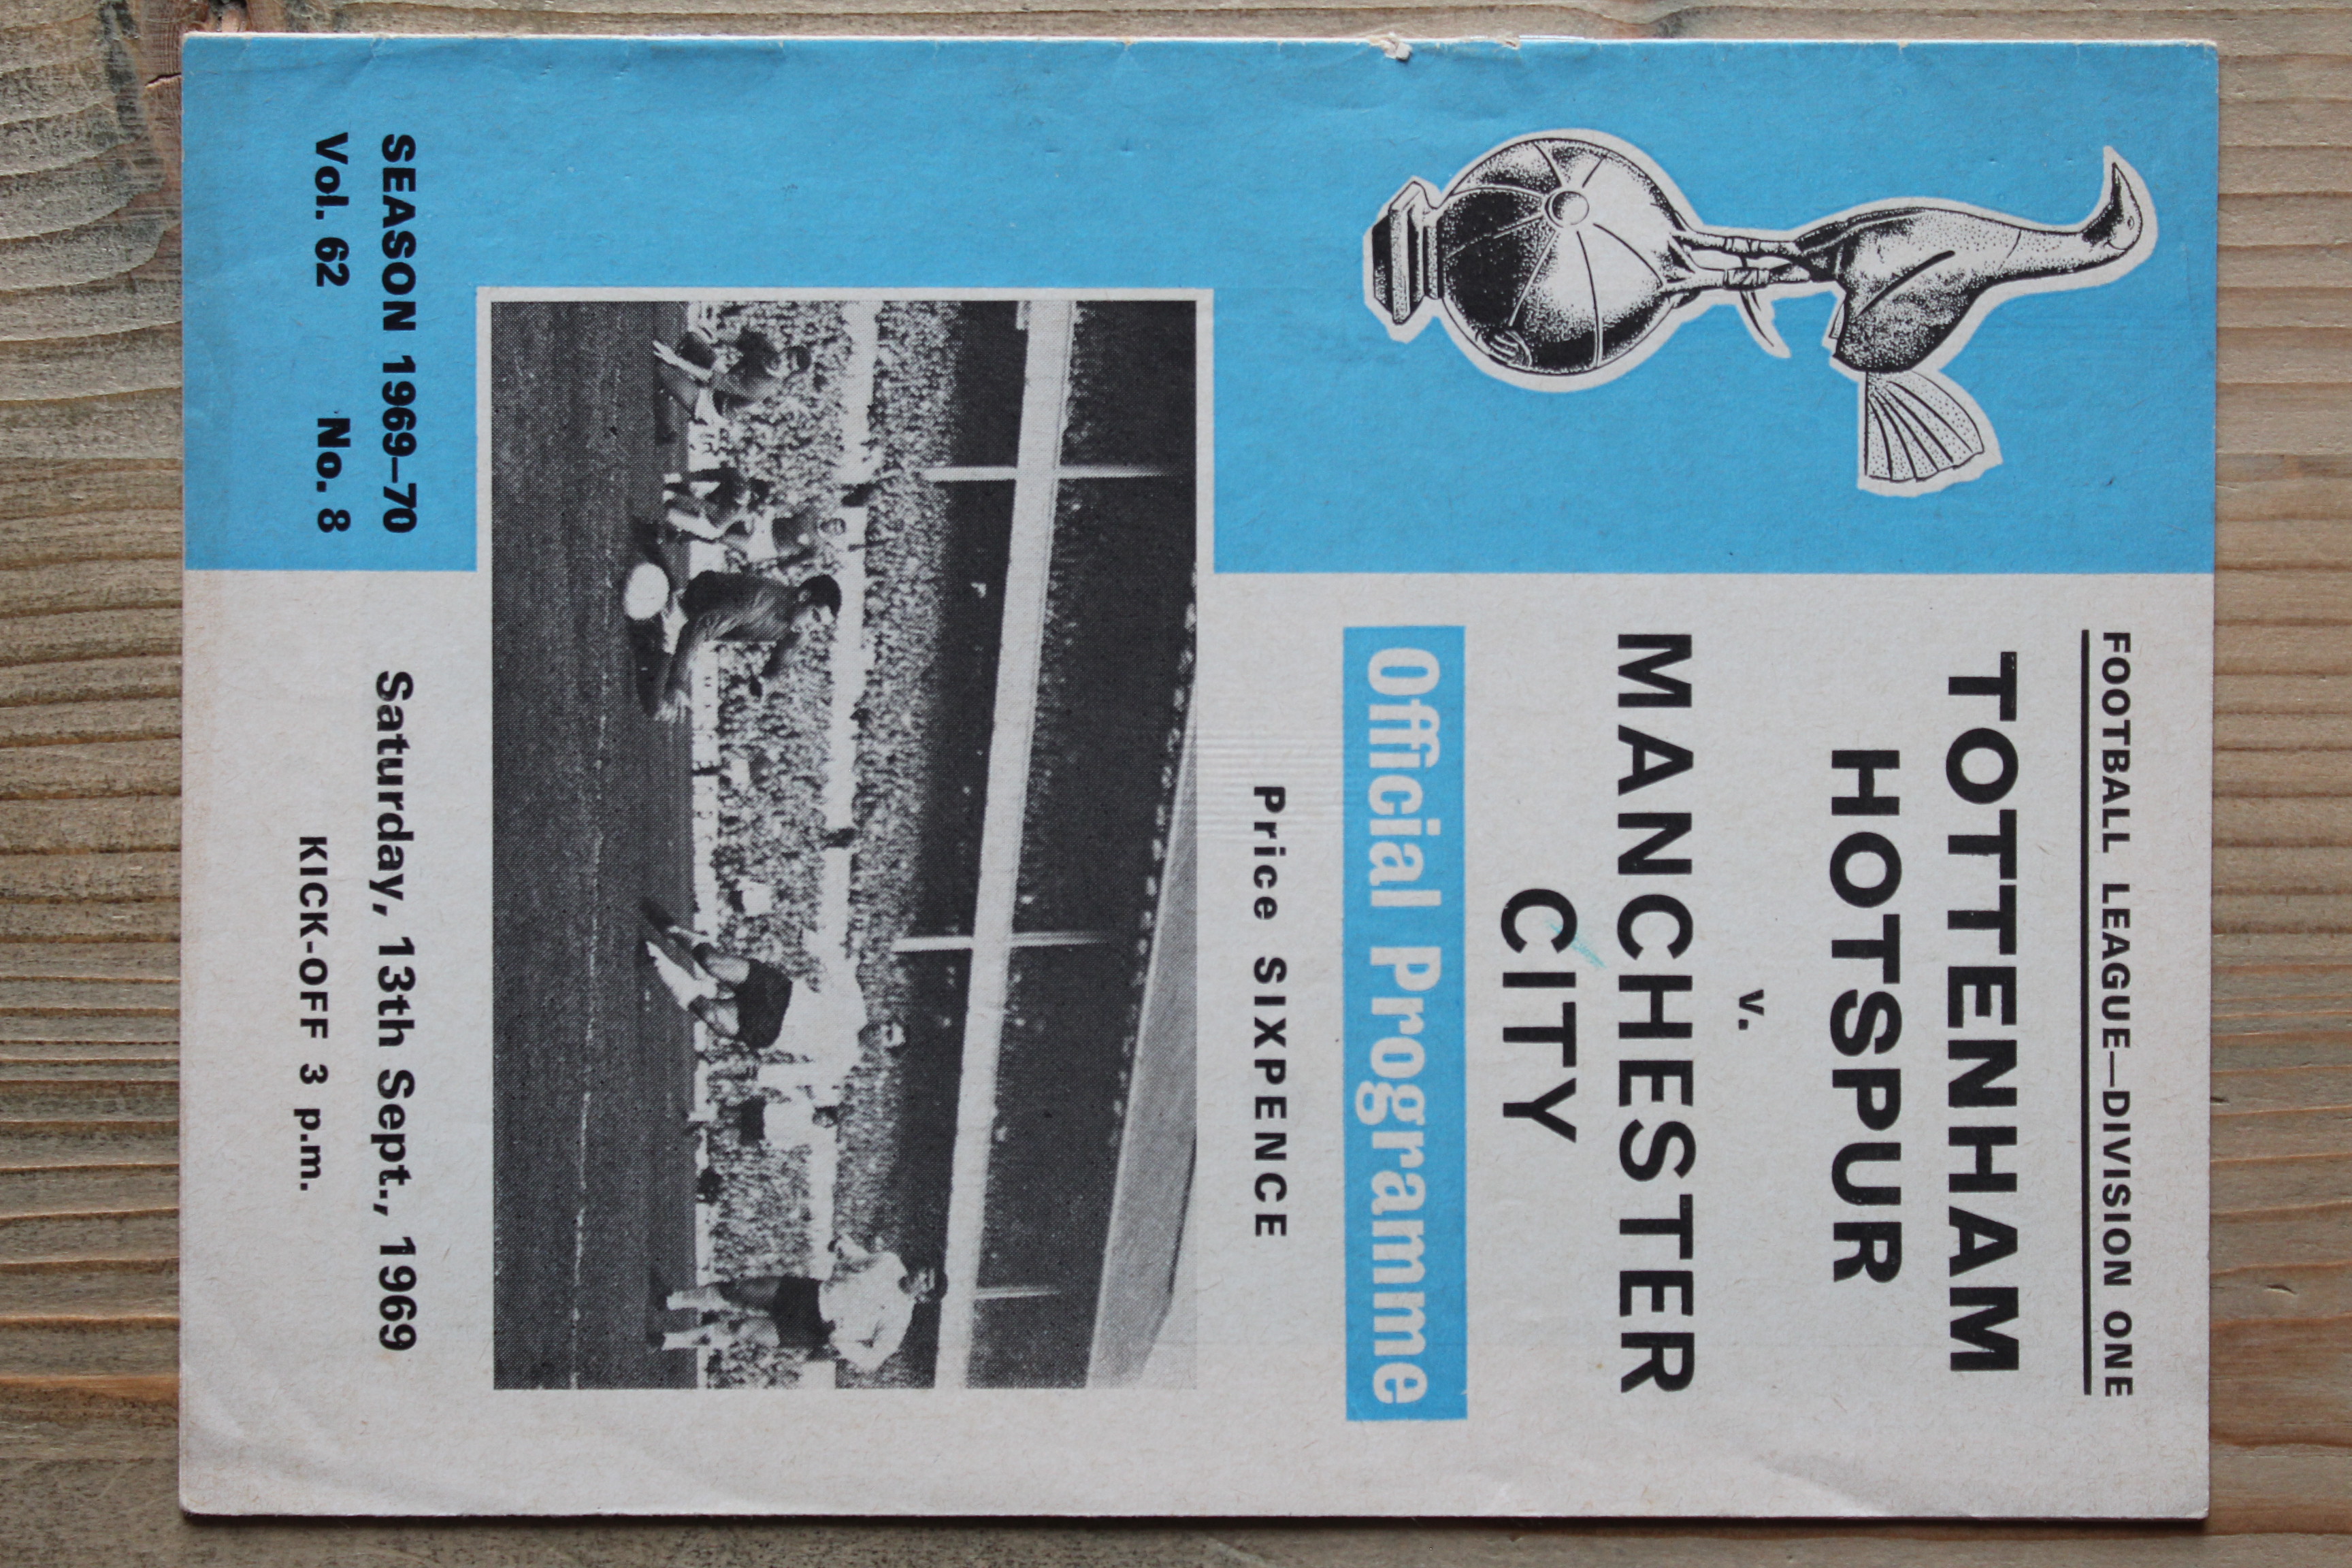 FOOTBALL LEAGUE—DIVISION ONE
TOTTENHAM
HOTSPUR
v.
MANCHESTER
CITY
Official Programme
Price SIXPENCE
SEASON 1969–70
Vol. 62 No. 8
Saturday, 13th Sept., 1969
KICK-OFF 3 p.m.